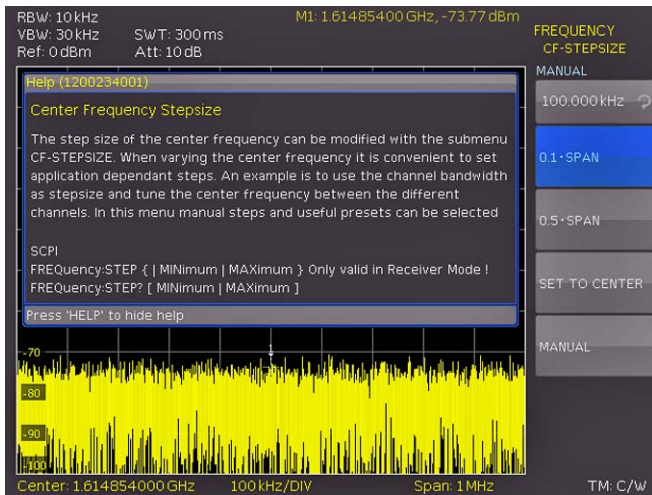 RBW: 10 kHz
VBW: 30 kHz
SWT: 300 ms
Ref: 0 dBm
Att: 10 dB
M1: 1.61485400 GHz, -73.77 dBm
FREQUENCY
CF-STEPSIZE
MANUAL
100.000 kHz
0.1·SPAN
0.5·SPAN
SET TO CENTER
MANUAL
Help (1200234001)
Center Frequency Stepsize
The step size of the center frequency can be modified with the submenu
CF-STEPSIZE. When varying the center frequency it is convenient to set
application dependant steps. An example is to use the channel bandwidth
as stepsize and tune the center frequency between the different
channels. In this menu manual steps and useful presets can be selected
SCPI
FREQuency:STEP { | MINimum | MAXimum } Only valid in Receiver Mode !
FREQuency:STEP? [ MINimum | MAXimum ]
Press 'HELP' to hide help
-70
1
-80
-90
-100
Center: 1.614854000 GHz
100 kHz/DIV
Span: 1 MHz
TM: C/W